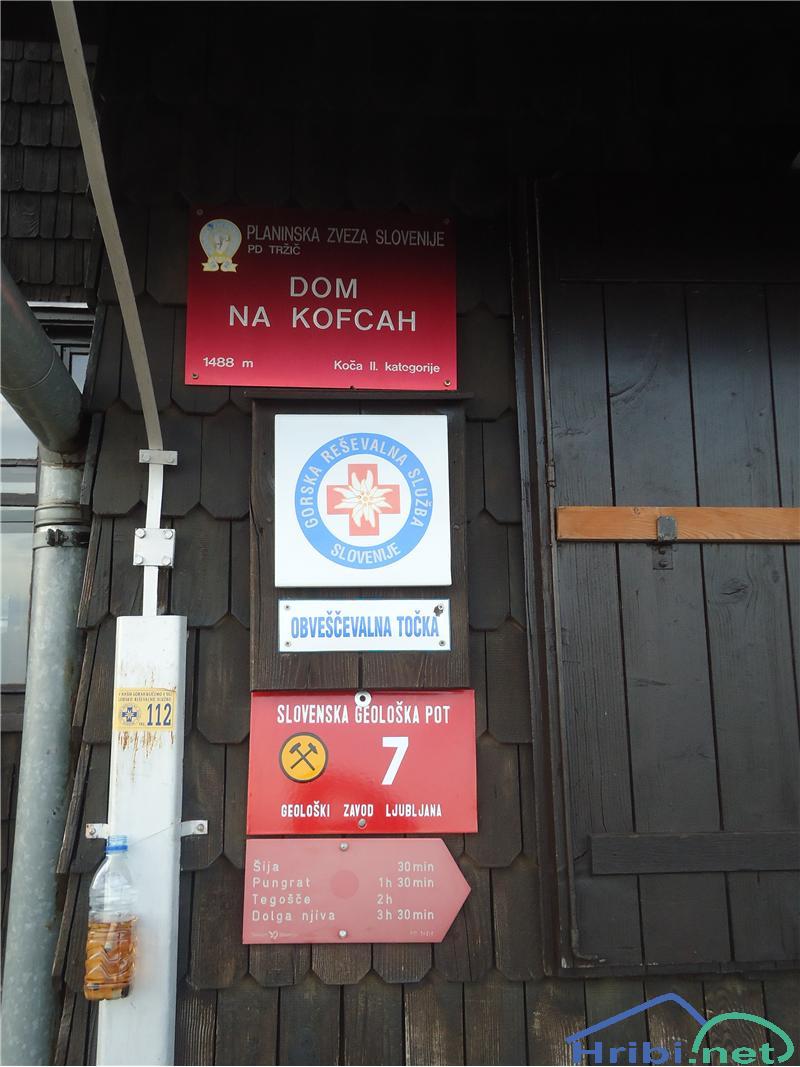 PLANINSKA ZVEZA SLOVENIJE
PD TRŽIČ
DOM
NA KOFCAH
1488 m Koča II. kategorije
GORSKA REŠEVALNA SLUŽBA
SLOVENIJE
OBVEŠČEVALNA TOČKA
112
SLOVENSKA GEOLOŠKA POT
7
GEOLOŠKI ZAVOD LJUBLJANA
Šija 30 min
Pungrat 1h 30 min
Tegošče 2h
Dolga njiva 3h 30 min
Hribi.net